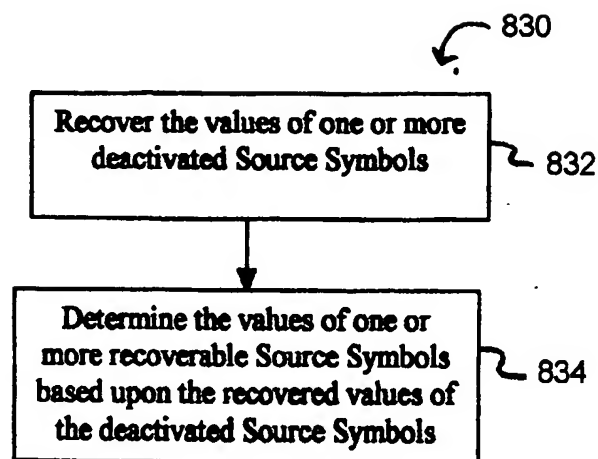 830
Recover the values of one or more
deactivated Source Symbols
832
Determine the values of one or
more recoverable Source Symbols
based upon the recovered values of
the deactivated Source Symbols
834